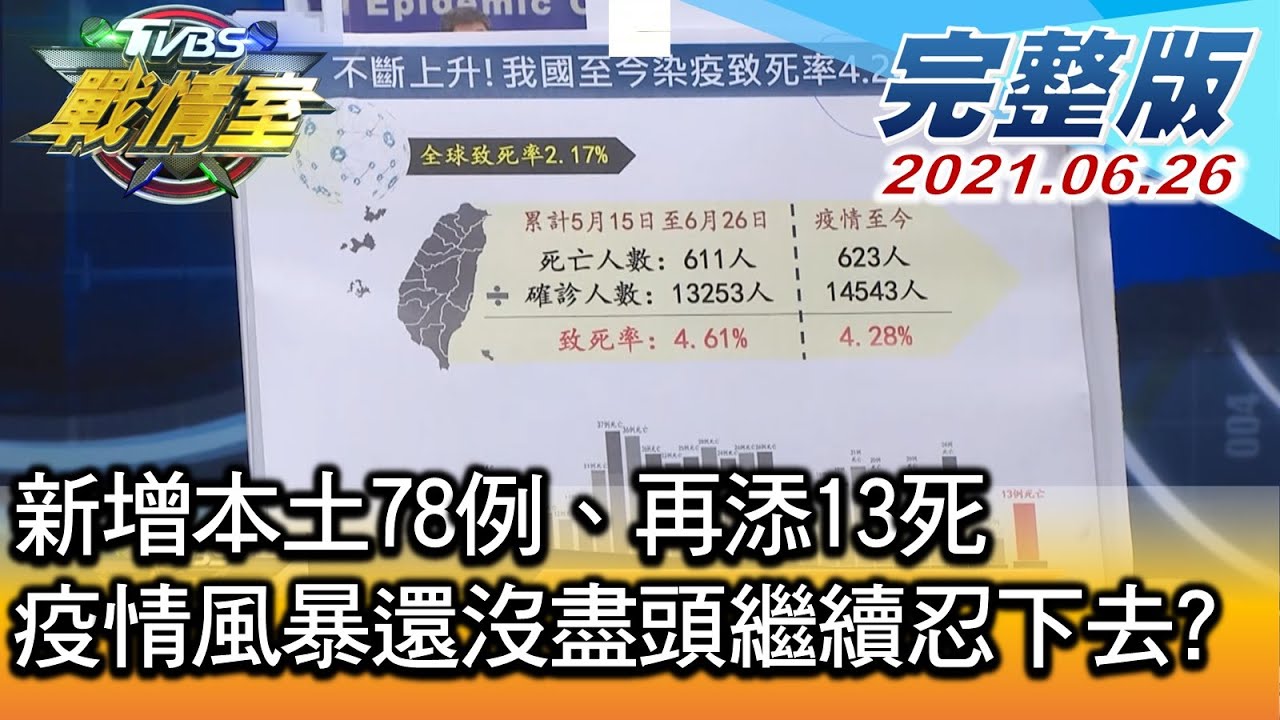 Epidemic C
TVBS
戰情室
完整版
2021.06.26
不斷上升!我國至今染疫致死率4.2
全球致死率2.17%
累計5月15日至6月26日
疫情至今
死亡人數:611人
623人
÷ 確診人數:13253人
14543人
致死率:4.61%
4.28%
004
37例死亡
13例死亡
新增本土78例、再添13死
疫情風暴還沒盡頭繼續忍下去?